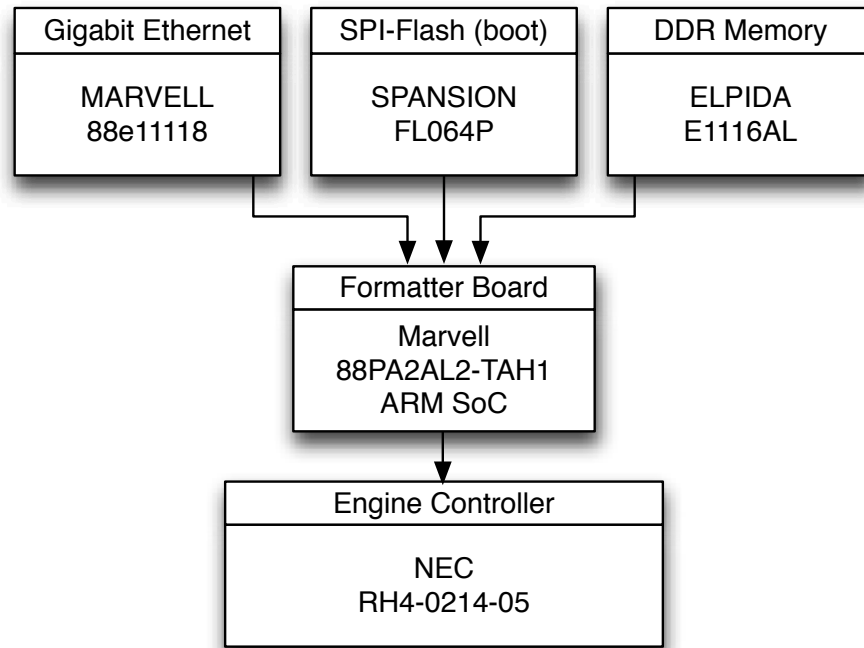 Gigabit Ethernet
MARVELL
88e11118
SPI-Flash (boot)
SPANSION
FL064P
DDR Memory
ELPIDA
E1116AL
Formatter Board
Marvell
88PA2AL2-TAH1
ARM SoC
Engine Controller
NEC
RH4-0214-05